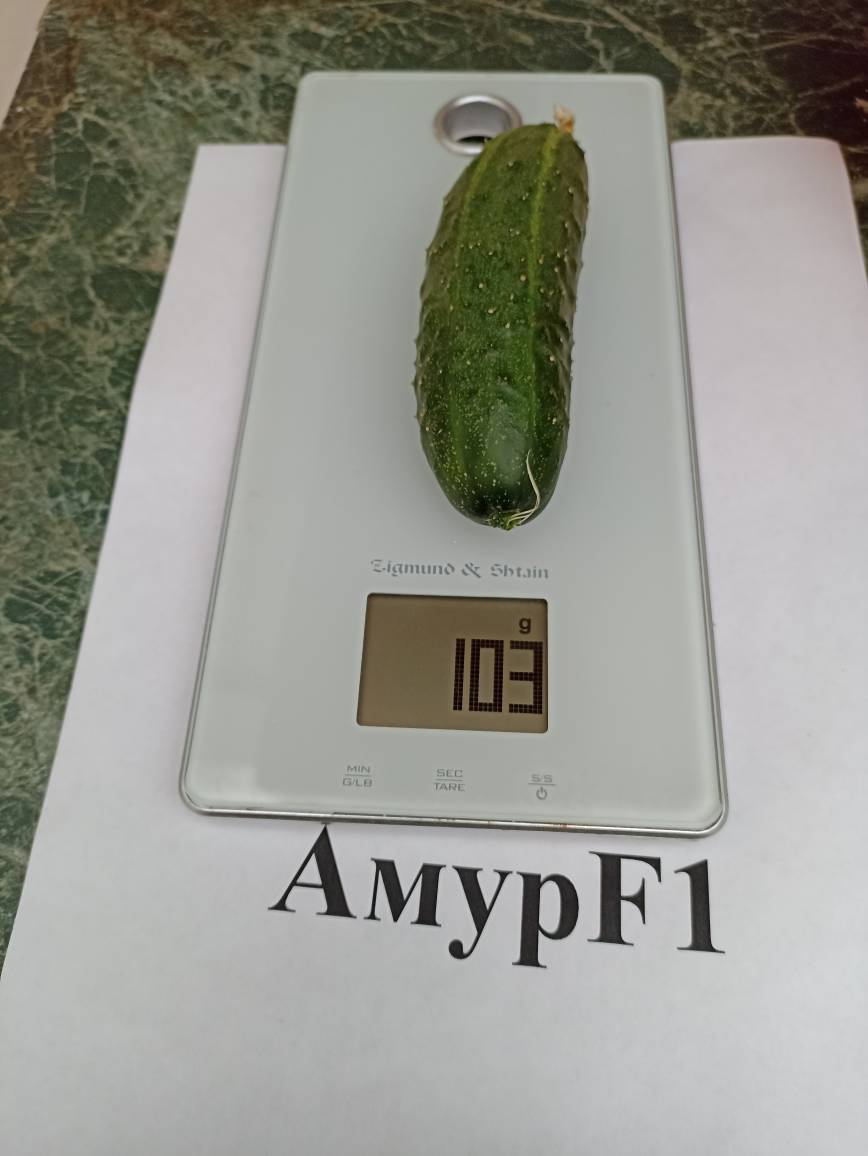 Zigmund & Shtain
g
103
MIN SEC S/S
G/LB TARE
АмурF1